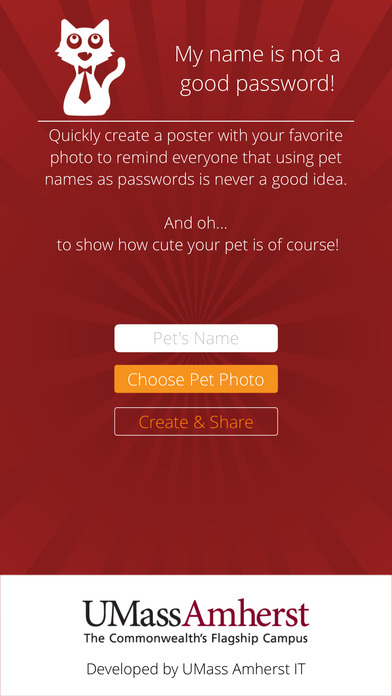 My name is not a
good password!
Quickly create a poster with your favorite
photo to remind everyone that using pet
names as passwords is never a good idea.
And oh...
to show how cute your pet is of course!
Pet's Name
Choose Pet Photo
Create & Share
UMassAmherst
The Commonwealth's Flagship Campus
Developed by UMass Amherst IT